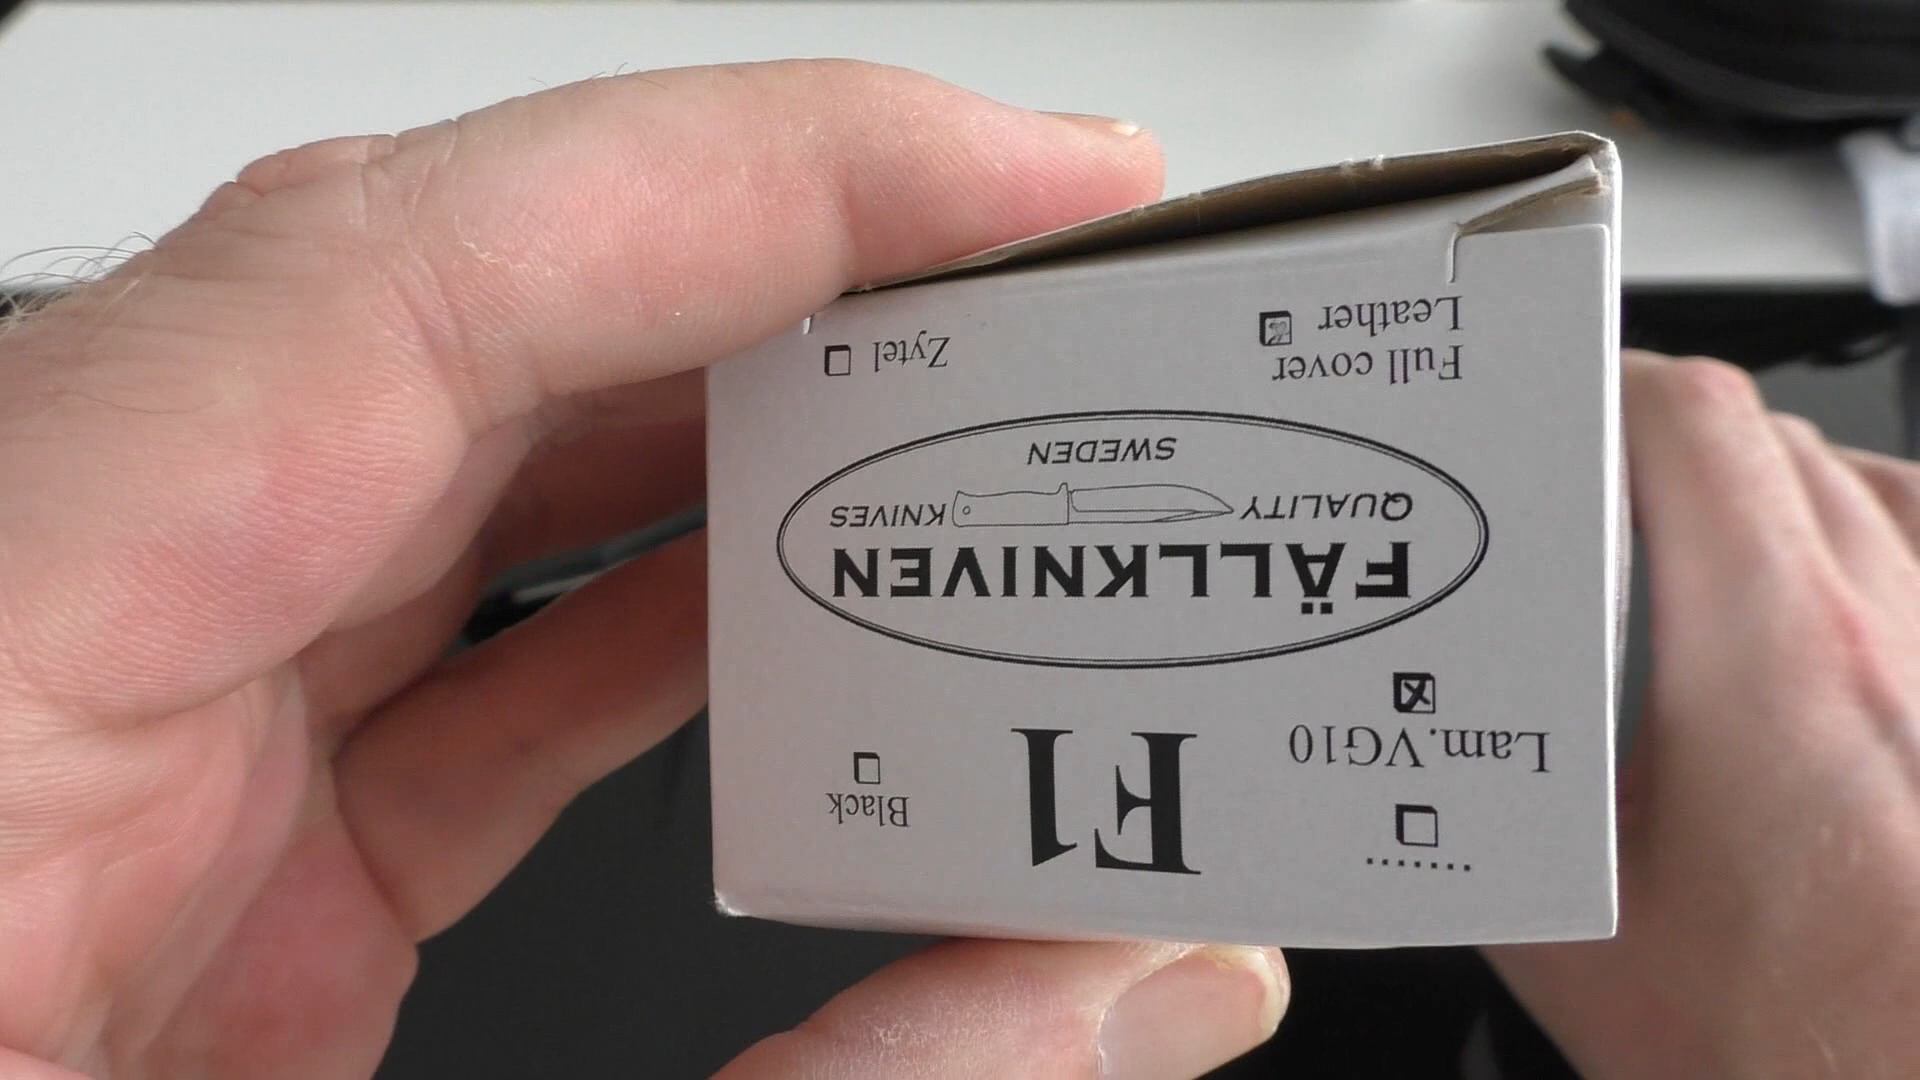 .......
Lam.VG10
F1
Black
FÄLLKNIVEN
QUALITY KNIVES
SWEDEN
Full cover
Leather
Zytel